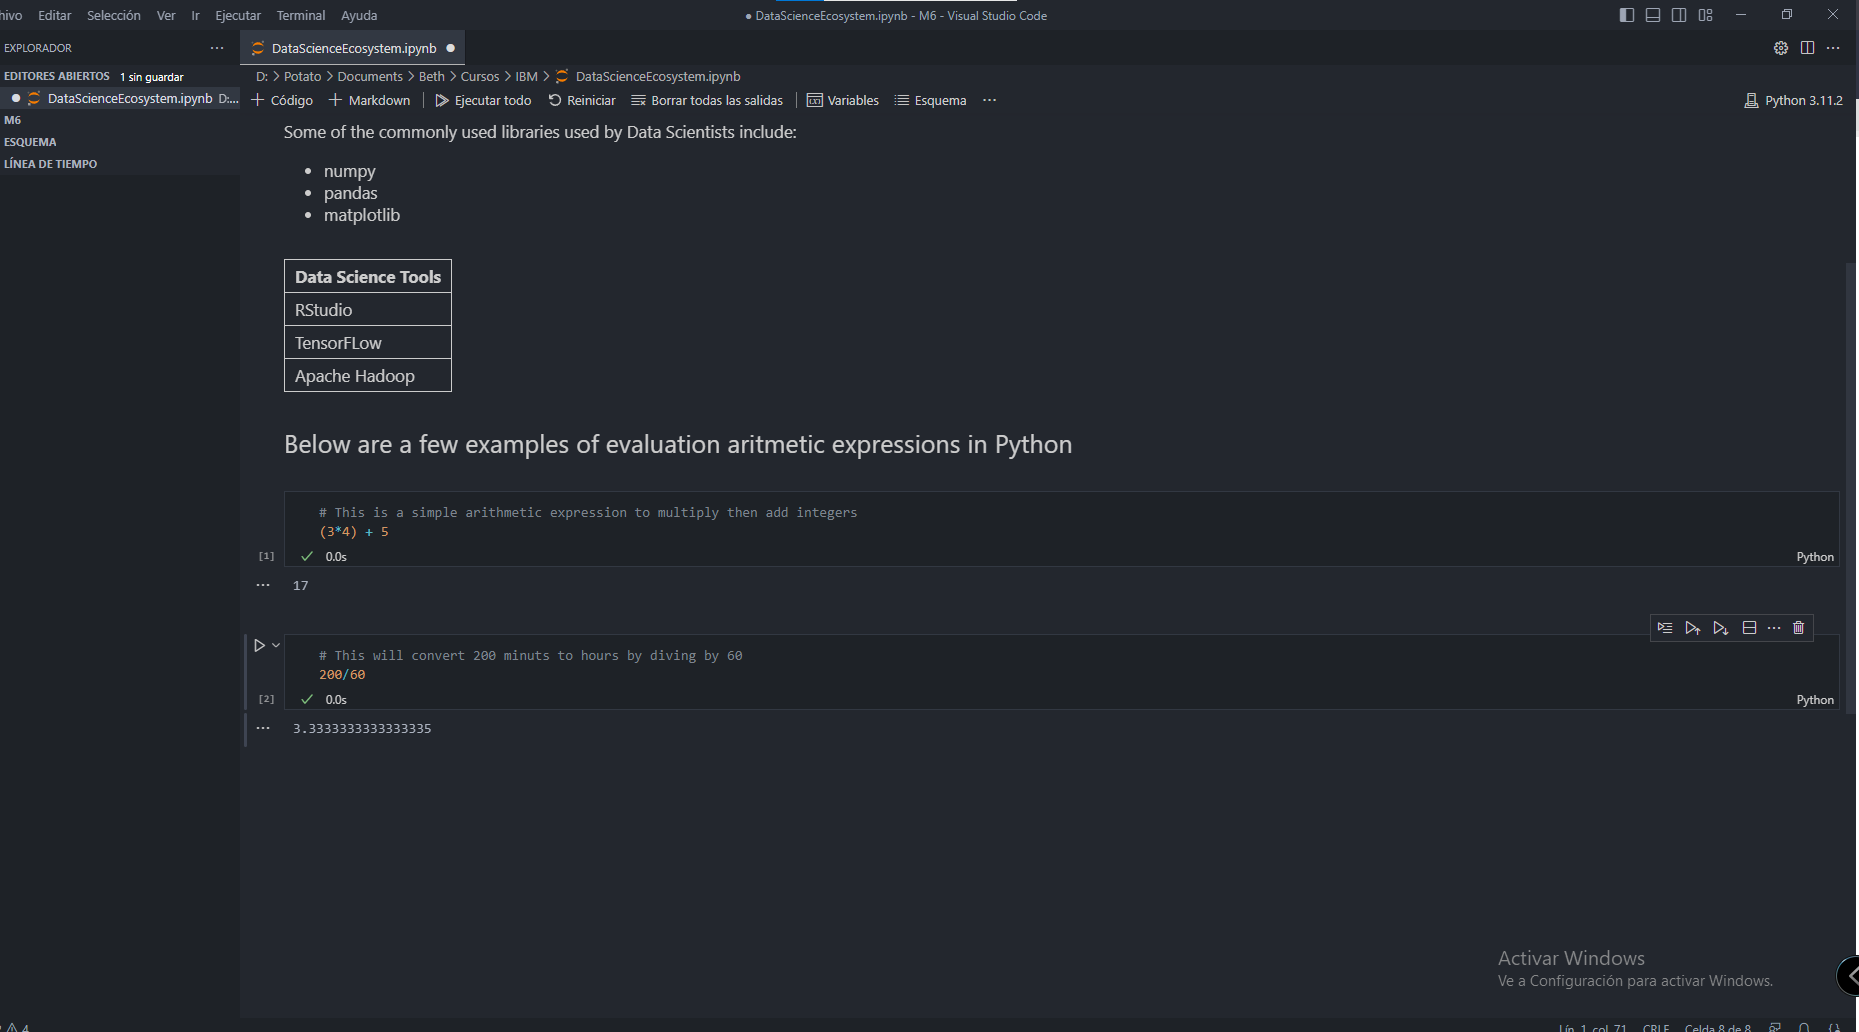 hivo Editar Selección Ver Ir Ejecutar Terminal Ayuda
● DataScienceEcosystem.ipynb - M6 - Visual Studio Code
EXPLORADOR ···
DataScienceEcosystem.ipynb ●
EDITORES ABIERTOS 1 sin guardar
● DataScienceEcosystem.ipynb D:...
M6
ESQUEMA
LÍNEA DE TIEMPO
D: > Potato > Documents > Beth > Cursos > IBM > DataScienceEcosystem.ipynb
+ Código + Markdown | Ejecutar todo Reiniciar Borrar todas las salidas | Variables Esquema ···
Python 3.11.2
Some of the commonly used libraries used by Data Scientists include:
• numpy
• pandas
• matplotlib
Data Science Tools
RStudio
TensorFLow
Apache Hadoop
Below are a few examples of evaluation aritmetic expressions in Python
# This is a simple arithmetic expression to multiply then add integers
(3*4) + 5
[1] ✓ 0.0s Python
··· 17
# This will convert 200 minuts to hours by diving by 60
200/60
[2] ✓ 0.0s Python
··· 3.3333333333333335
Activar Windows
Ve a Configuración para activar Windows.
4
Lín. 1, col. 71 CRLF Celda 8 de 8